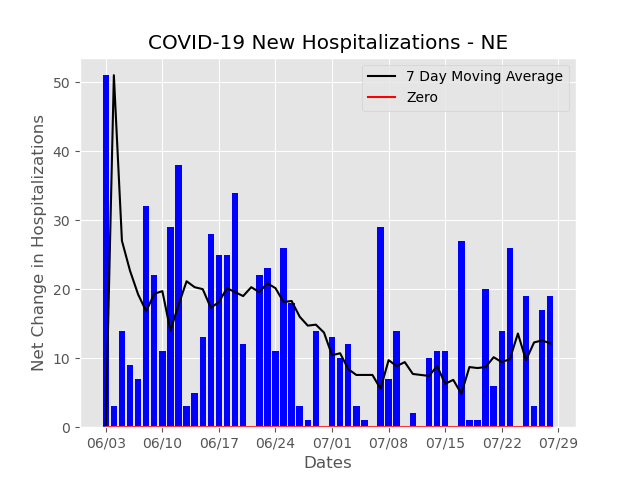 COVID-19 New Hospitalizations - NE
7 Day Moving Average
Zero
Net Change in Hospitalizations
50
40
30
20
10
0
06/03 06/10 06/17 06/24 07/01 07/08 07/15 07/22 07/29
Dates